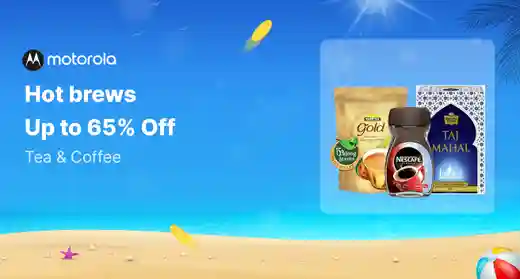 motorola
Hot brews
Up to 65% Off
Tea & Coffee
Gold
NESCAFÉ
TAJ
MAHAL